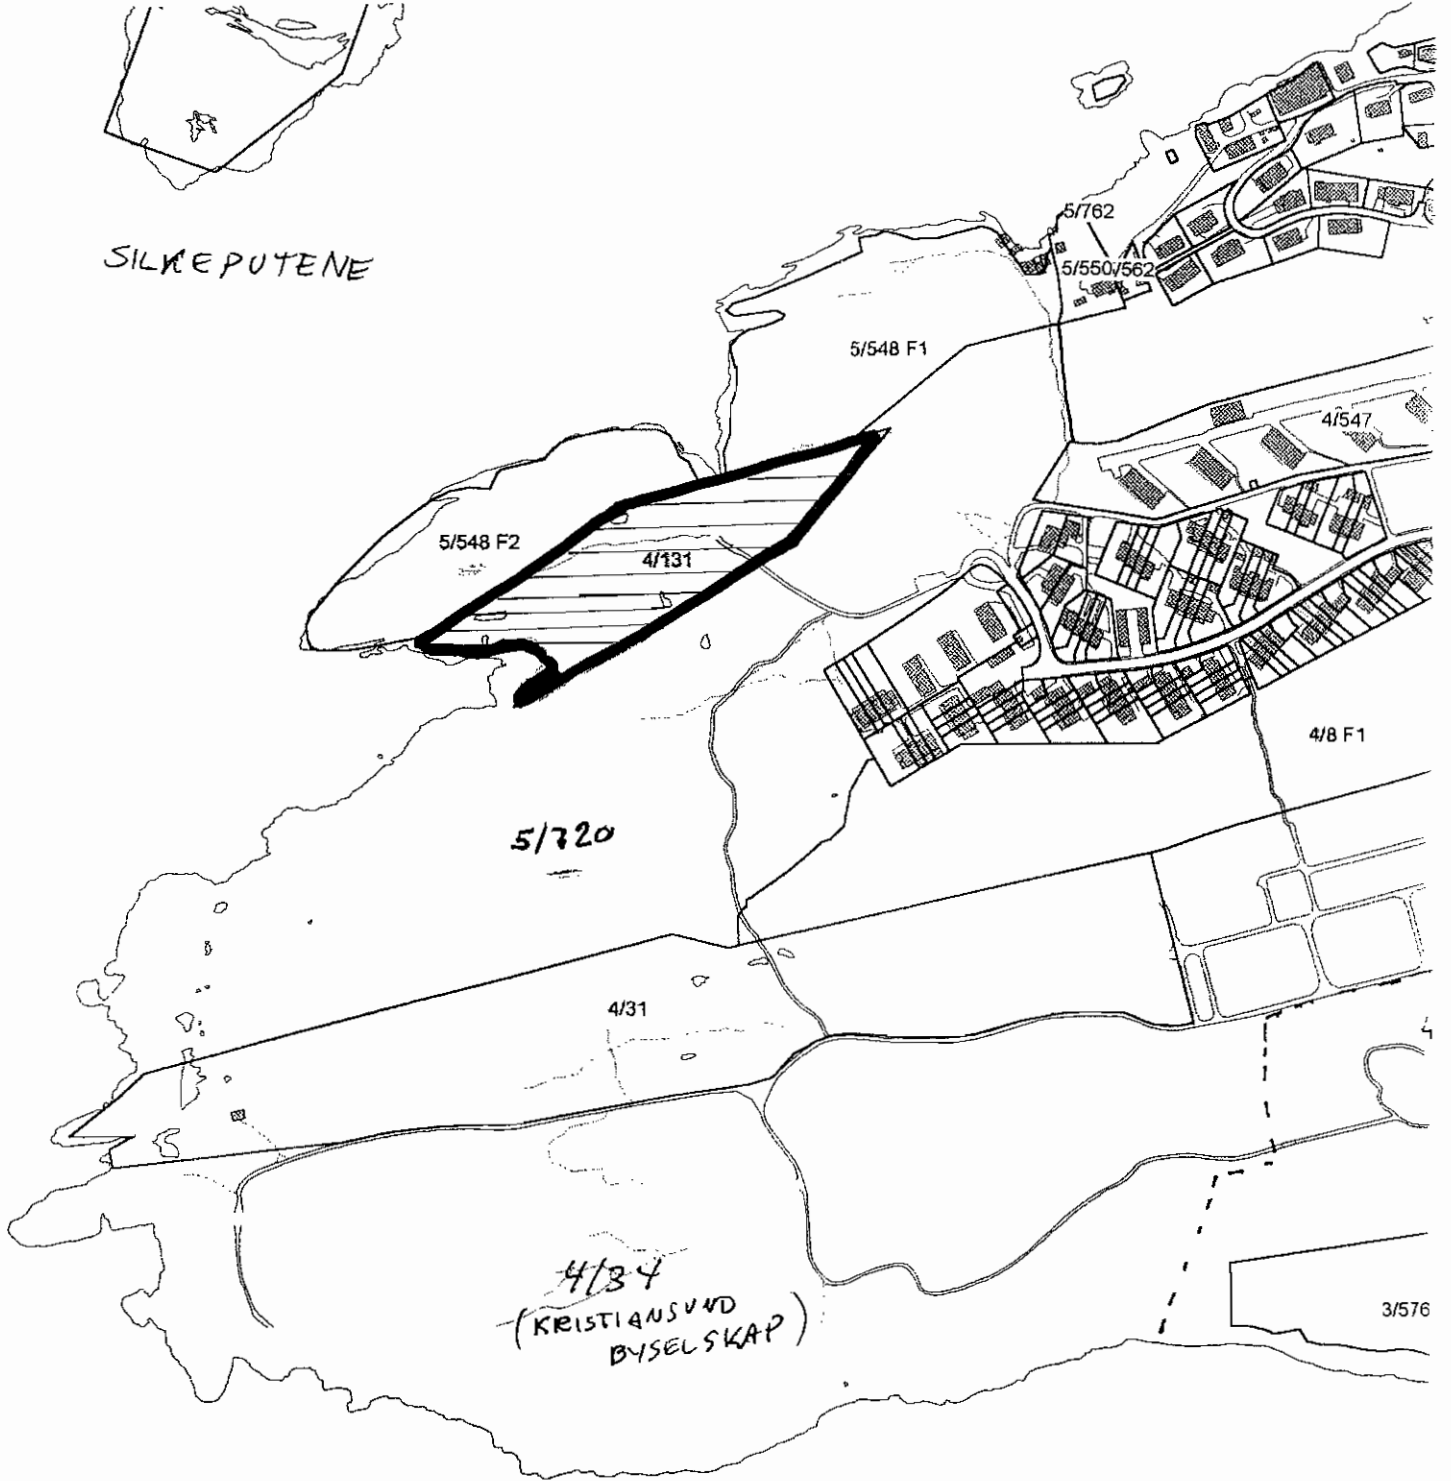 5/762
SILKEPUTENE
5/550/562
5/548 F1
4/547
5/548 F2
4/131
4/8 F1
5/720
4/31
4/34
(KRISTIANSUND
BYSELSKAP)
3/576